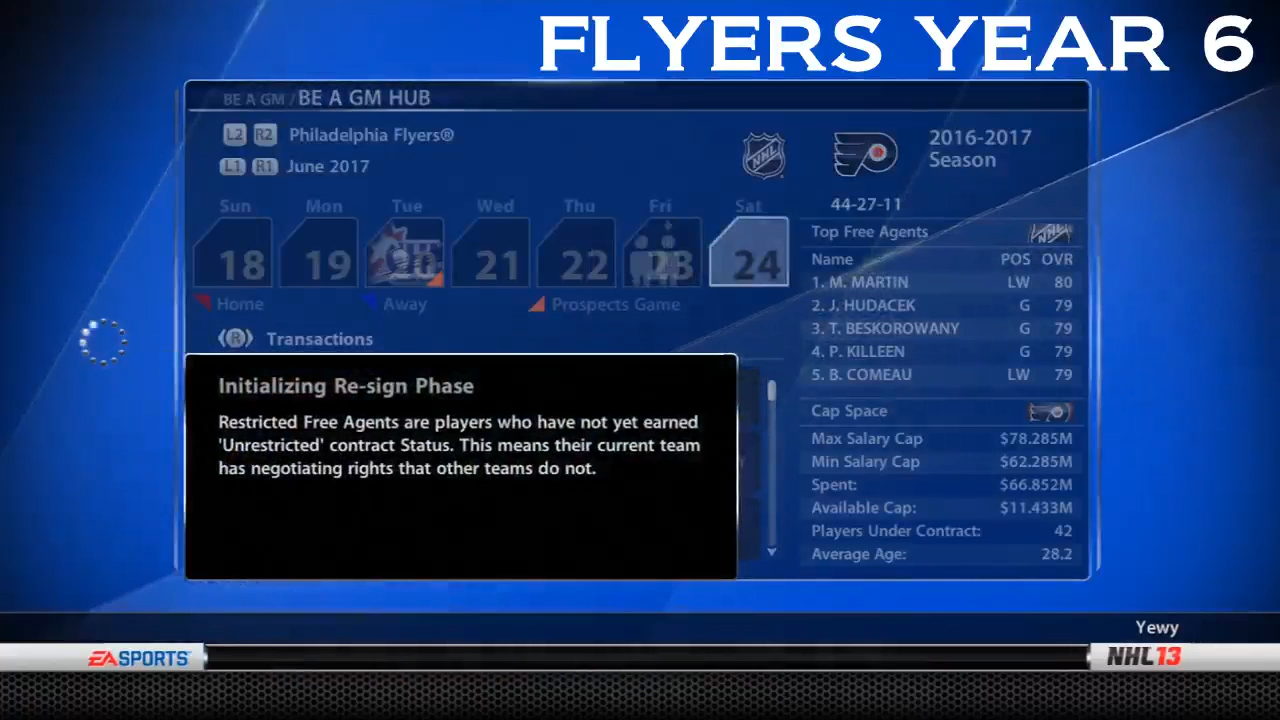 FLYERS YEAR 6
BE A GM / BE A GM HUB
L2 R2 Philadelphia Flyers®
L1 R1 June 2017
NHL
2016-2017
Season
44-27-11
Sun Mon Tue Wed Thu Fri Sat
18 19 20 21 22 23 24
Home Away Prospects Game
R Transactions
Top Free Agents NHL
Name POS OVR
1. M. MARTIN LW 80
2. J. HUDACEK G 79
3. T. BESKOROWANY G 79
4. P. KILLEEN G 79
5. B. COMEAU LW 79
Cap Space
Max Salary Cap $78.285M
Min Salary Cap $62.285M
Spent: $66.852M
Available Cap: $11.433M
Players Under Contract: 42
Average Age: 28.2
Initializing Re-sign Phase
Restricted Free Agents are players who have not yet earned
'Unrestricted' contract Status. This means their current team
has negotiating rights that other teams do not.
Yewy
EA SPORTS™
NHL 13